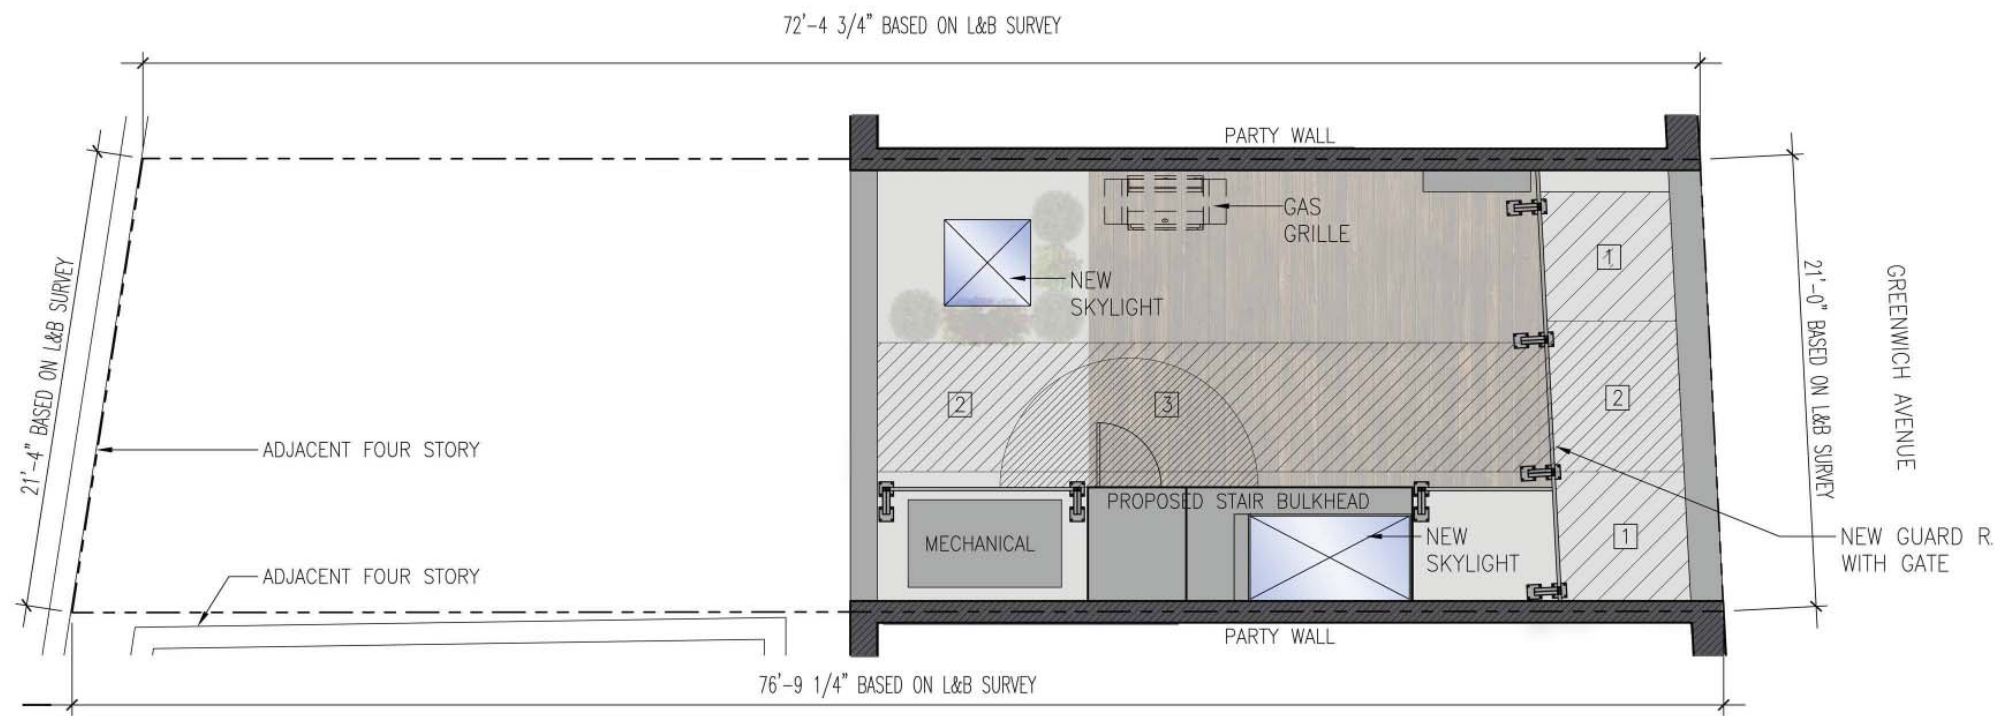 72'-4 3/4" BASED ON L&B SURVEY
PARTY WALL
GAS
GRILLE
NEW
SKYLIGHT
1
2
3
2
1
21'-4" BASED ON L&B SURVEY
ADJACENT FOUR STORY
ADJACENT FOUR STORY
PROPOSED STAIR BULKHEAD
MECHANICAL
NEW
SKYLIGHT
21'-0" BASED ON L&B SURVEY
GREENWICH AVENUE
NEW GUARD R.
WITH GATE
PARTY WALL
76'-9 1/4" BASED ON L&B SURVEY